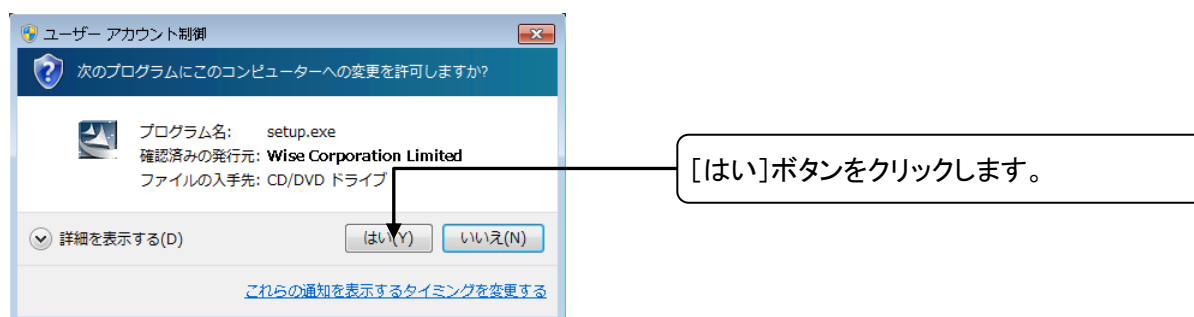 ユーザー アカウント制御
次のプログラムにこのコンピューターへの変更を許可しますか?
プログラム名: setup.exe
確認済みの発行元: Wise Corporation Limited
ファイルの入手先: CD/DVD ドライブ
[はい]ボタンをクリックします。
詳細を表示する(D)
はい(Y)
いいえ(N)
これらの通知を表示するタイミングを変更する